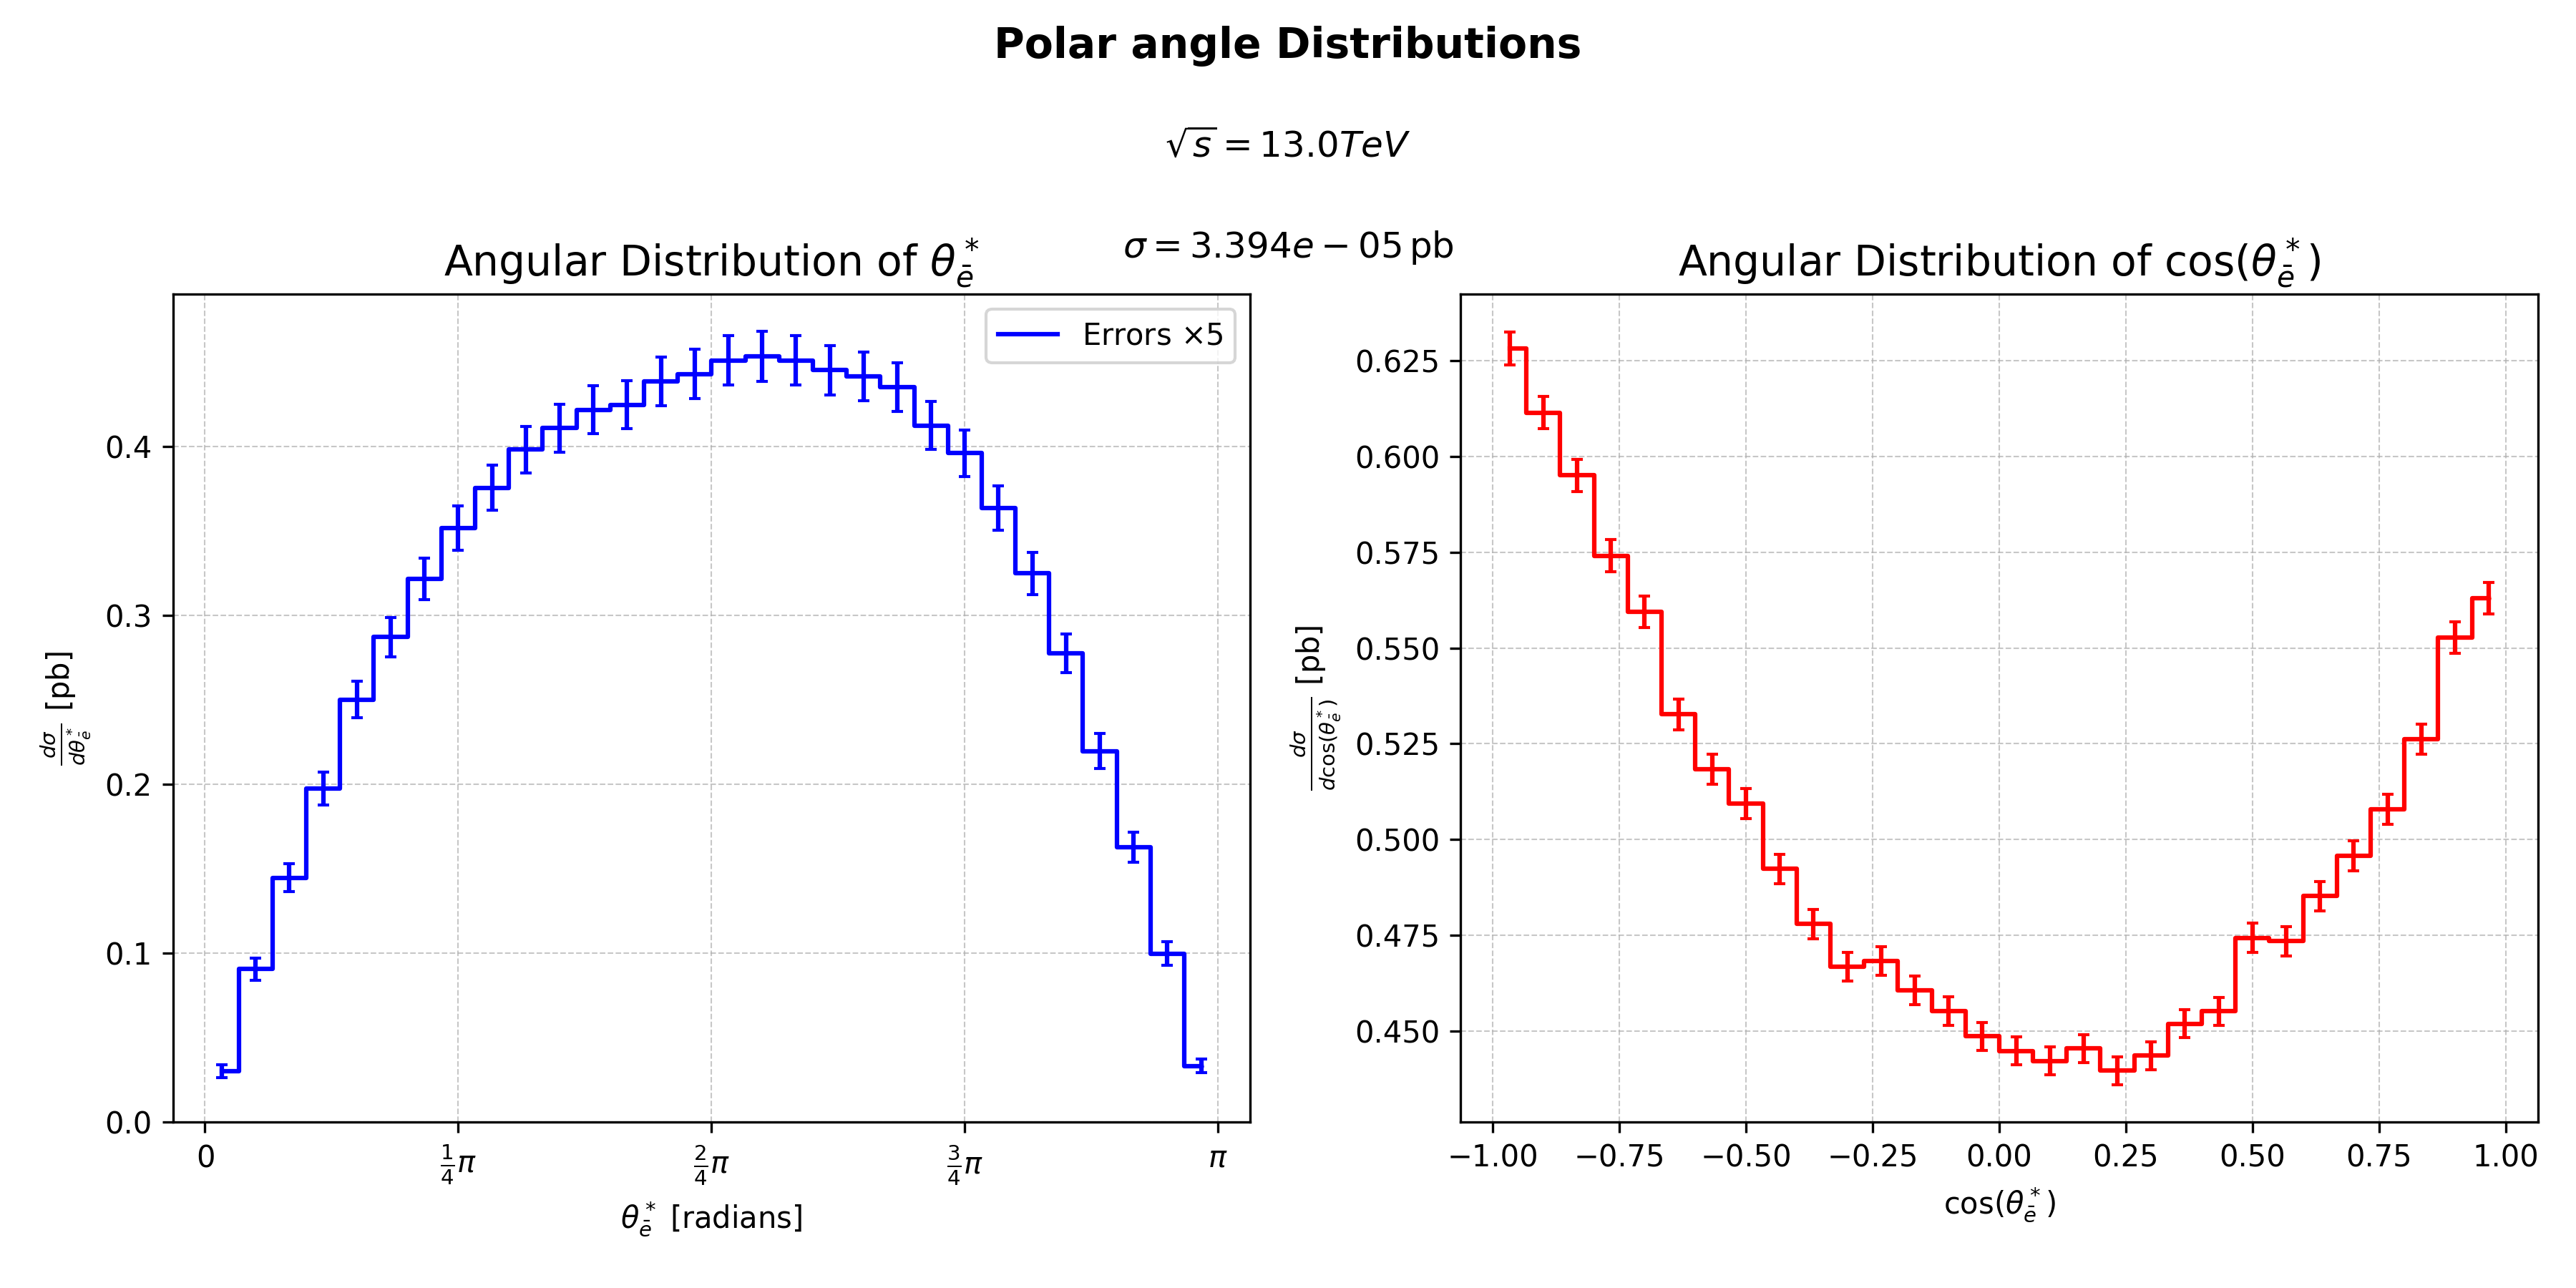 Polar angle Distributions
√s = 13.0TeV
σ = 3.394e − 05 pb
Angular Distribution of θ*ē
Errors ×5
dσ/dθ*ē [pb]
0.4
0.3
0.2
0.1
0.0
0 1/4π 2/4π 3/4π π
θ*ē [radians]
Angular Distribution of cos(θ*ē)
dσ/dcos(θ*ē) [pb]
0.625
0.600
0.575
0.550
0.525
0.500
0.475
0.450
−1.00 −0.75 −0.50 −0.25 0.00 0.25 0.50 0.75 1.00
cos(θ*ē)